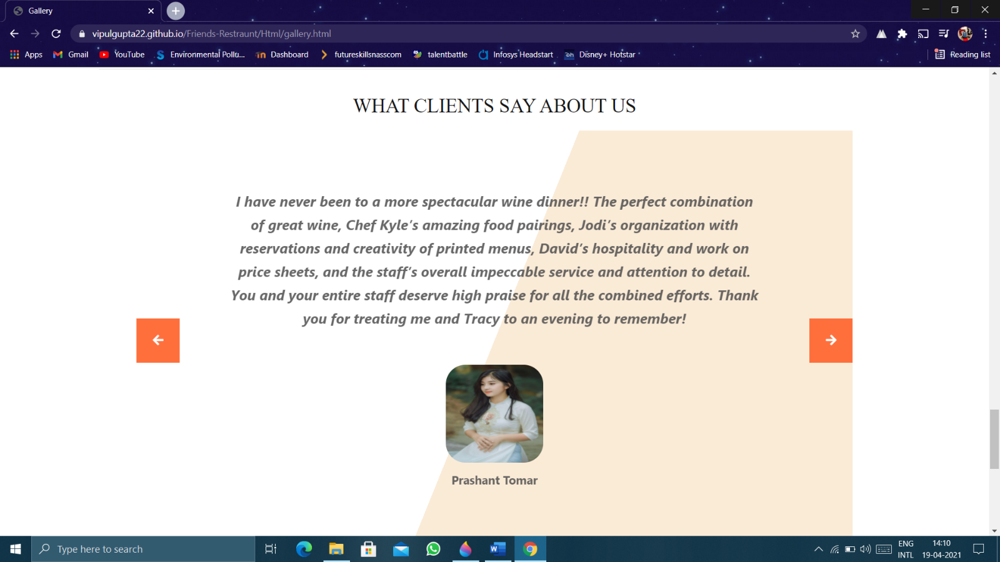 Gallery
vipulgupta22.github.io/Friends-Restraunt/Html/gallery.html
Apps
Gmail
YouTube
Environmental Pollu...
Dashboard
futureskillsnasscom
talentbattle
Infosys Headstart
Disney+ Hotstar
Reading list
WHAT CLIENTS SAY ABOUT US
I have never been to a more spectacular wine dinner!! The perfect combination
of great wine, Chef Kyle’s amazing food pairings, Jodi’s organization with
reservations and creativity of printed menus, David’s hospitality and work on
price sheets, and the staff’s overall impeccable service and attention to detail.
You and your entire staff deserve high praise for all the combined efforts. Thank
you for treating me and Tracy to an evening to remember!
Prashant Tomar
Type here to search
ENG
INTL
14:10
19-04-2021